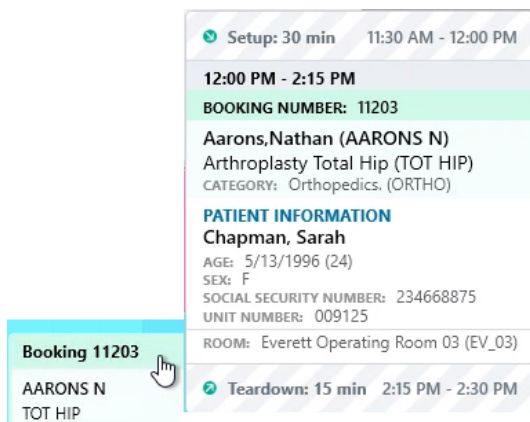 Setup: 30 min 11:30 AM - 12:00 PM
12:00 PM - 2:15 PM
BOOKING NUMBER: 11203
Aarons,Nathan (AARONS N)
Arthroplasty Total Hip (TOT HIP)
CATEGORY: Orthopedics. (ORTHO)
PATIENT INFORMATION
Chapman, Sarah
AGE: 5/13/1996 (24)
SEX: F
SOCIAL SECURITY NUMBER: 234668875
UNIT NUMBER: 009125
ROOM: Everett Operating Room 03 (EV_03)
Teardown: 15 min 2:15 PM - 2:30 PM
Booking 11203
AARONS N
TOT HIP